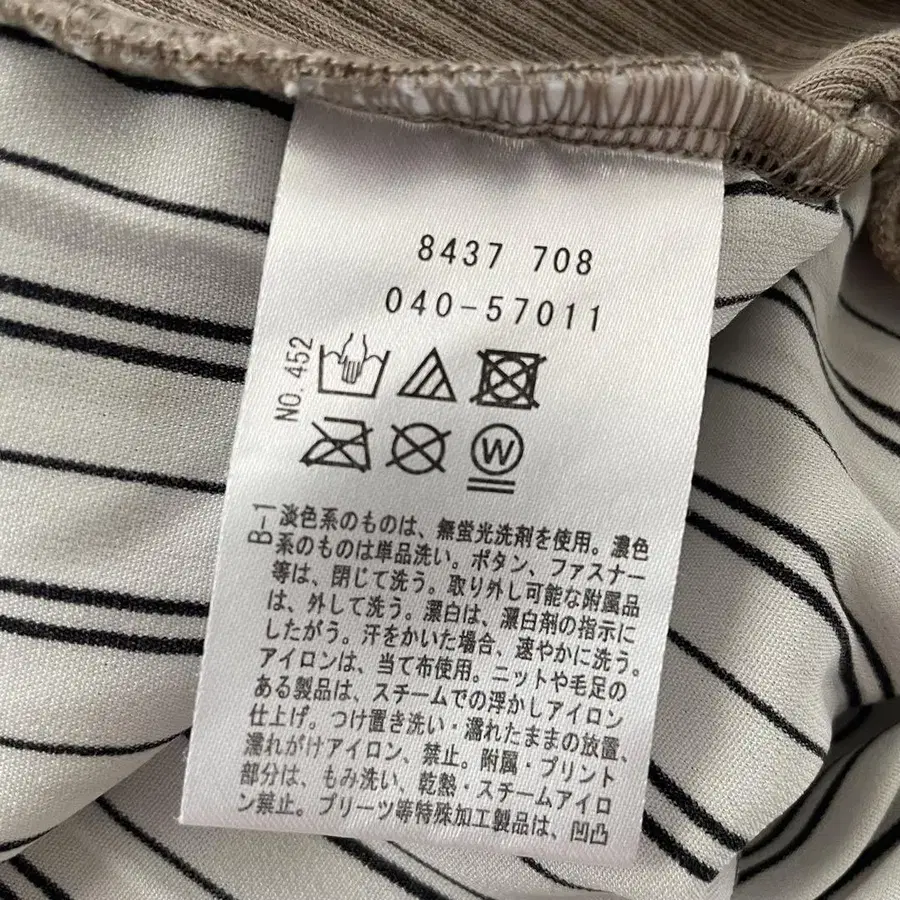 8437 708
040-57011
NO. 452
W
B-1
淡色系のものは、無蛍光洗剤を使用。濃色
系のものは単品洗い。ボタン、ファスナー
等は、閉じて洗う。取り外し可能な附属品
は、外して洗う。漂白は、漂白剤の指示に
したがう。汗をかいた場合、速やかに洗う。
アイロンは、当て布使用。ニットや毛足の
ある製品は、スチームでの浮かしアイロン
仕上げ。つけ置き洗い・濡れたままの放置、
濡れがけアイロン、禁止。附属・プリント
部分は、もみ洗い、乾熱・スチームアイロ
ン禁止。プリーツ等特殊加工製品は、凹凸